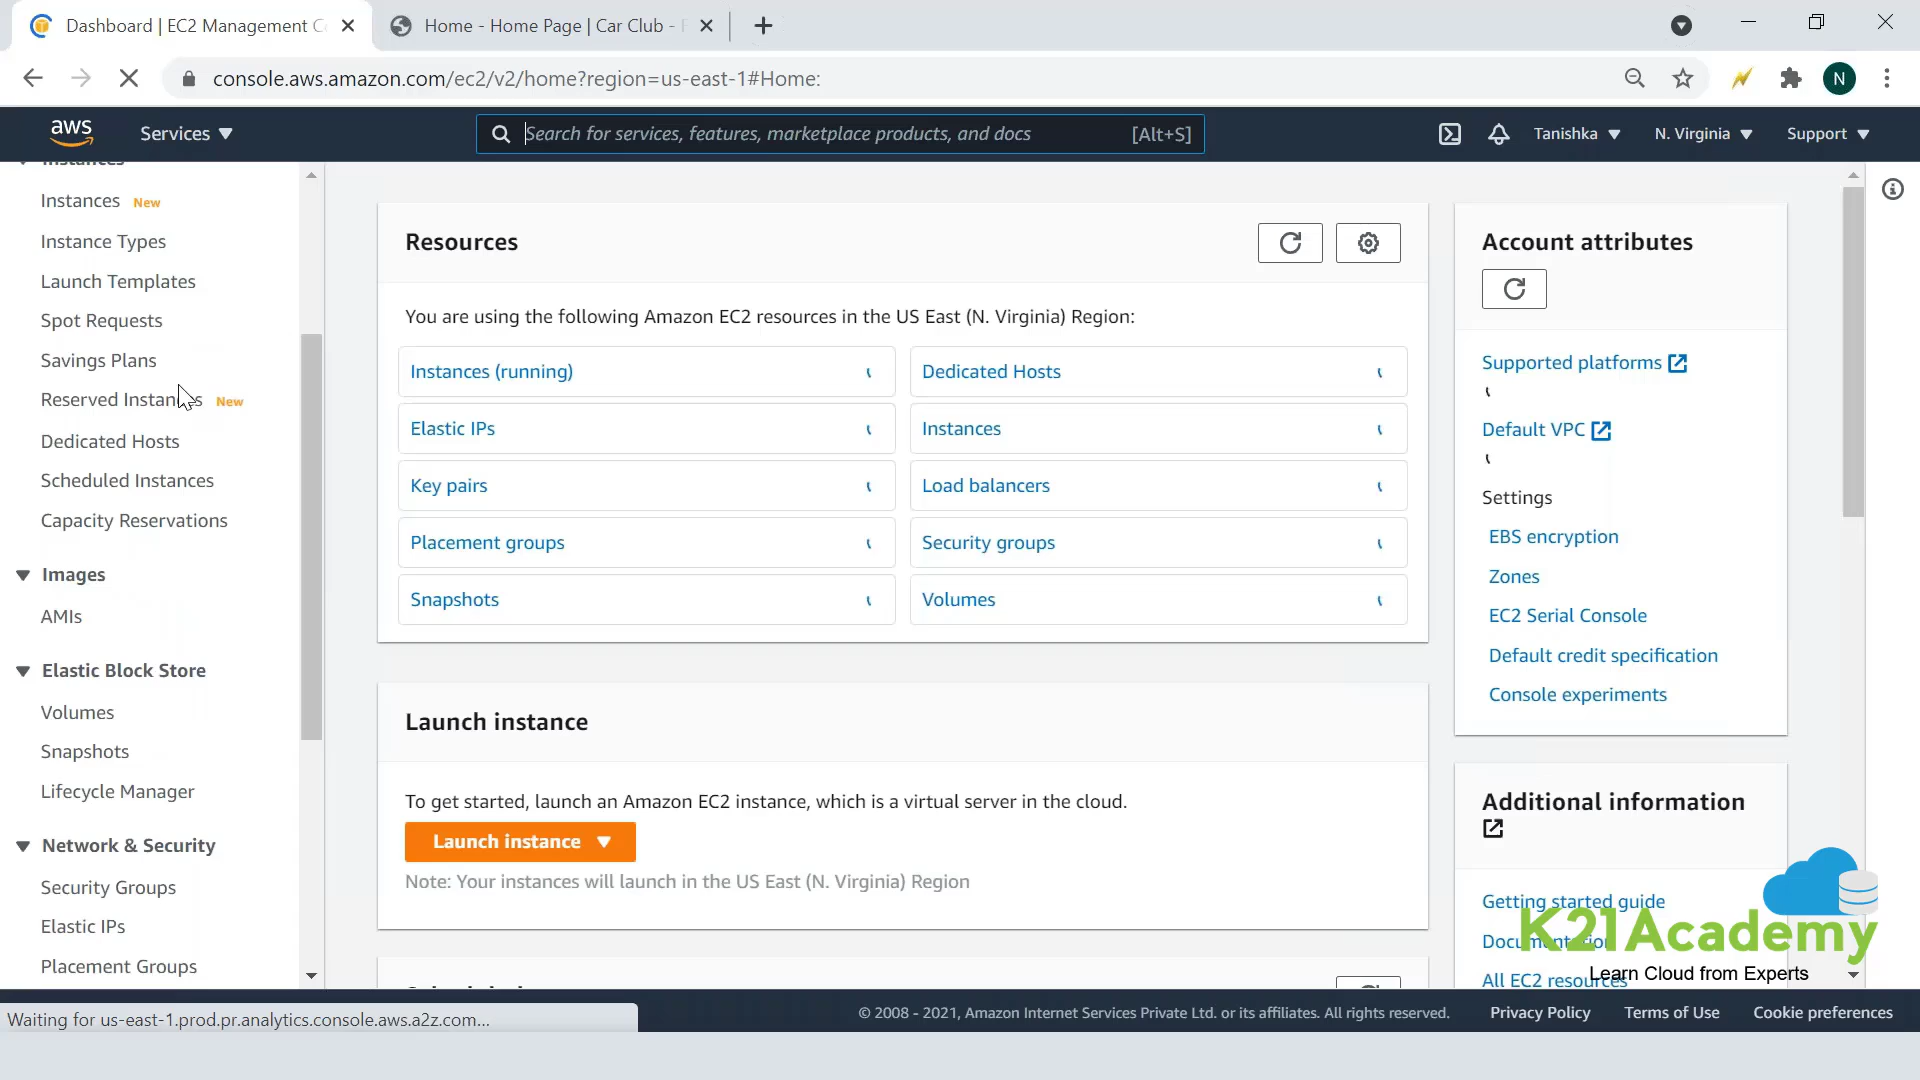 Dashboard | EC2 Management C
Home - Home Page | Car Club -
console.aws.amazon.com/ec2/v2/home?region=us-east-1#Home:
N
aws
Services
Search for services, features, marketplace products, and docs
[Alt+S]
Tanishka
N. Virginia
Support
Instances
Instances New
Instance Types
Launch Templates
Spot Requests
Savings Plans
Reserved Instances New
Dedicated Hosts
Scheduled Instances
Capacity Reservations
Images
AMIs
Elastic Block Store
Volumes
Snapshots
Lifecycle Manager
Network & Security
Security Groups
Elastic IPs
Placement Groups
Resources
You are using the following Amazon EC2 resources in the US East (N. Virginia) Region:
Instances (running)
Dedicated Hosts
Elastic IPs
Instances
Key pairs
Load balancers
Placement groups
Security groups
Snapshots
Volumes
Launch instance
To get started, launch an Amazon EC2 instance, which is a virtual server in the cloud.
Launch instance
Note: Your instances will launch in the US East (N. Virginia) Region
Account attributes
Supported platforms
Default VPC
Settings
EBS encryption
Zones
EC2 Serial Console
Default credit specification
Console experiments
Additional information
Getting started guide
Documentation
All EC2 resources
K21Academy
Learn Cloud from Experts
Waiting for us-east-1.prod.pr.analytics.console.aws.a2z.com...
© 2008 - 2021, Amazon Internet Services Private Ltd. or its affiliates. All rights reserved.
Privacy Policy
Terms of Use
Cookie preferences